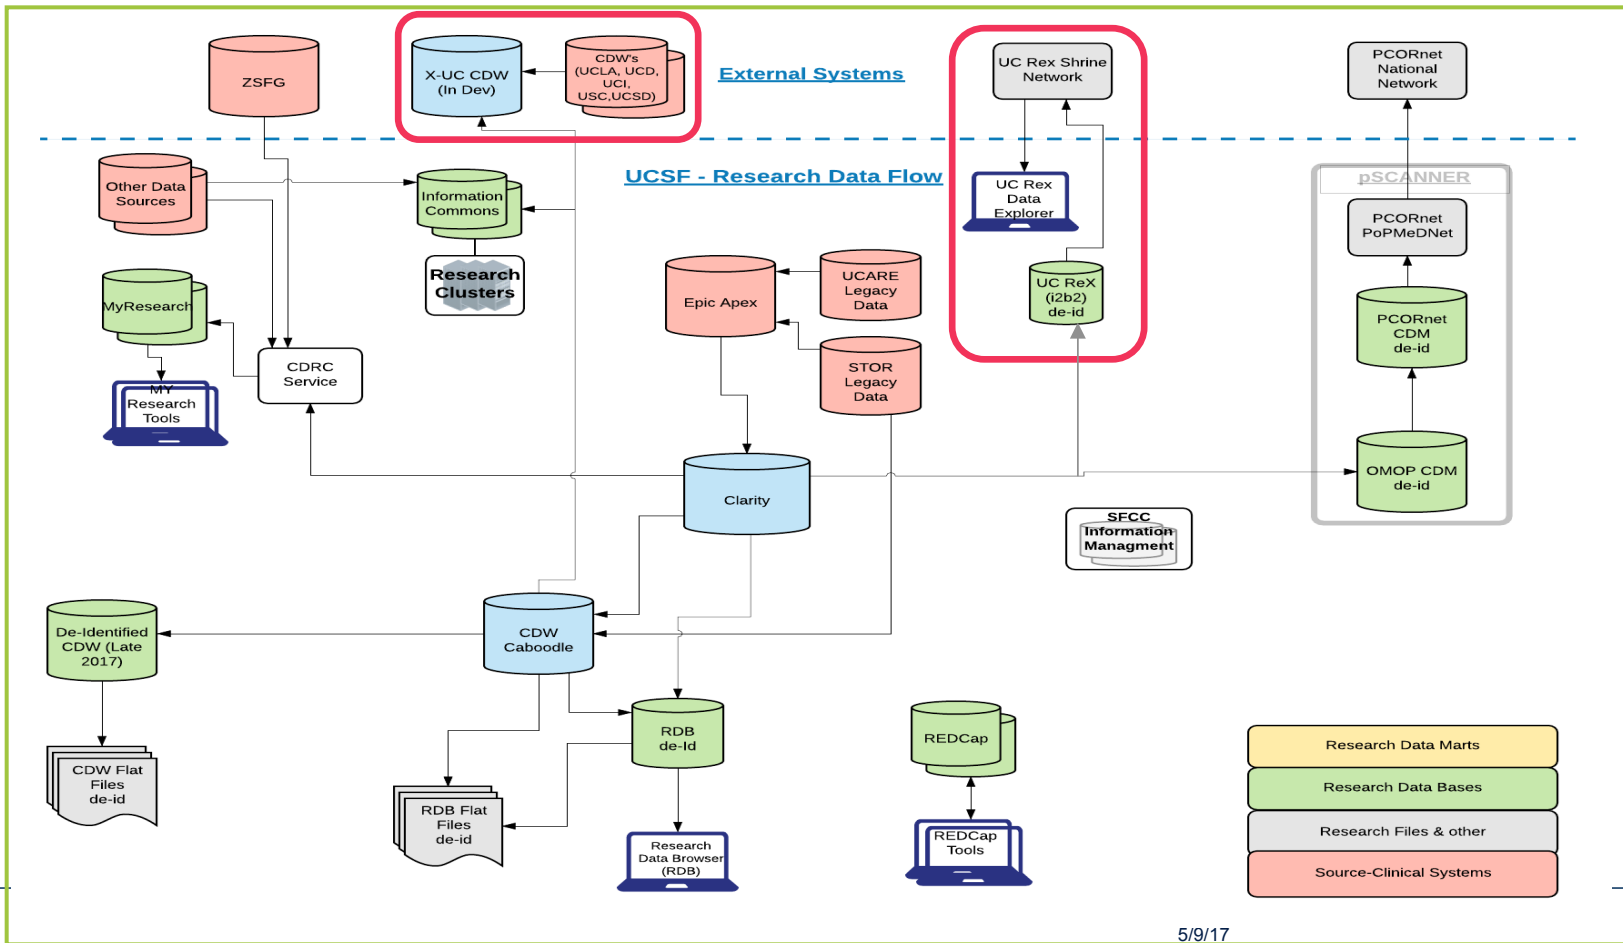 ZSFG
X-UC CDW
(In Dev)
CDW's
(UCLA, UCD,
UCI,
USC,UCSD)
External Systems
UC Rex Shrine
Network
PCORnet
National
Network
UCSF - Research Data Flow
Other Data
Sources
Information
Commons
Research
Clusters
UC Rex
Data
Explorer
pSCANNER
PCORnet
PoPMeDNet
MyResearch
Epic Apex
UCARE
Legacy
Data
UC ReX
(i2b2)
de-id
PCORnet
CDM
de-id
CDRC
Service
STOR
Legacy
Data
MY
Research
Tools
Clarity
OMOP CDM
de-id
SFCC
Information
Managment
De-Identified
CDW (Late
2017)
CDW
Caboodle
RDB
de-Id
REDCap
CDW Flat
Files
de-id
RDB Flat
Files
de-id
Research
Data Browser
(RDB)
REDCap
Tools
Research Data Marts
Research Data Bases
Research Files & other
Source-Clinical Systems
5/9/17